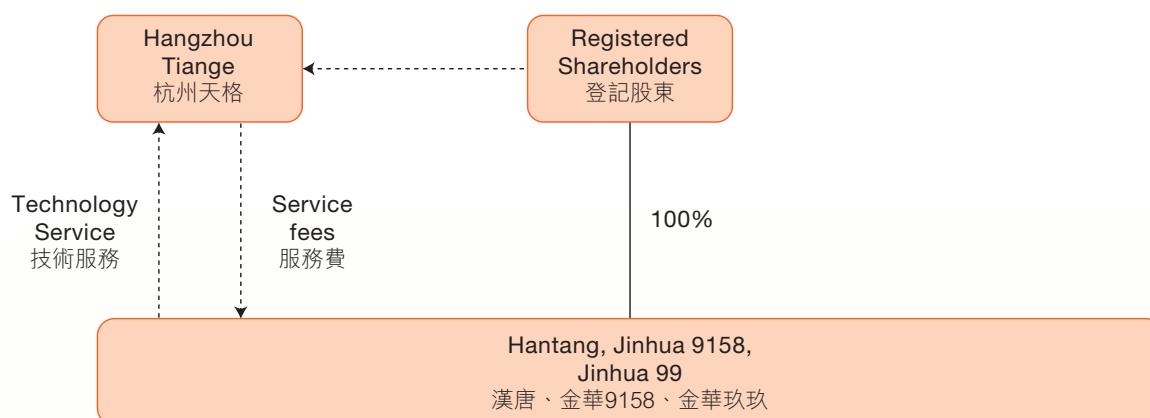 Hangzhou
Tiange
杭州天格
Registered
Shareholders
登記股東
Technology
Service
技術服務
Service
fees
服務費
100%
Hantang, Jinhua 9158,
Jinhua 99
漢唐、金華9158、金華玖玖